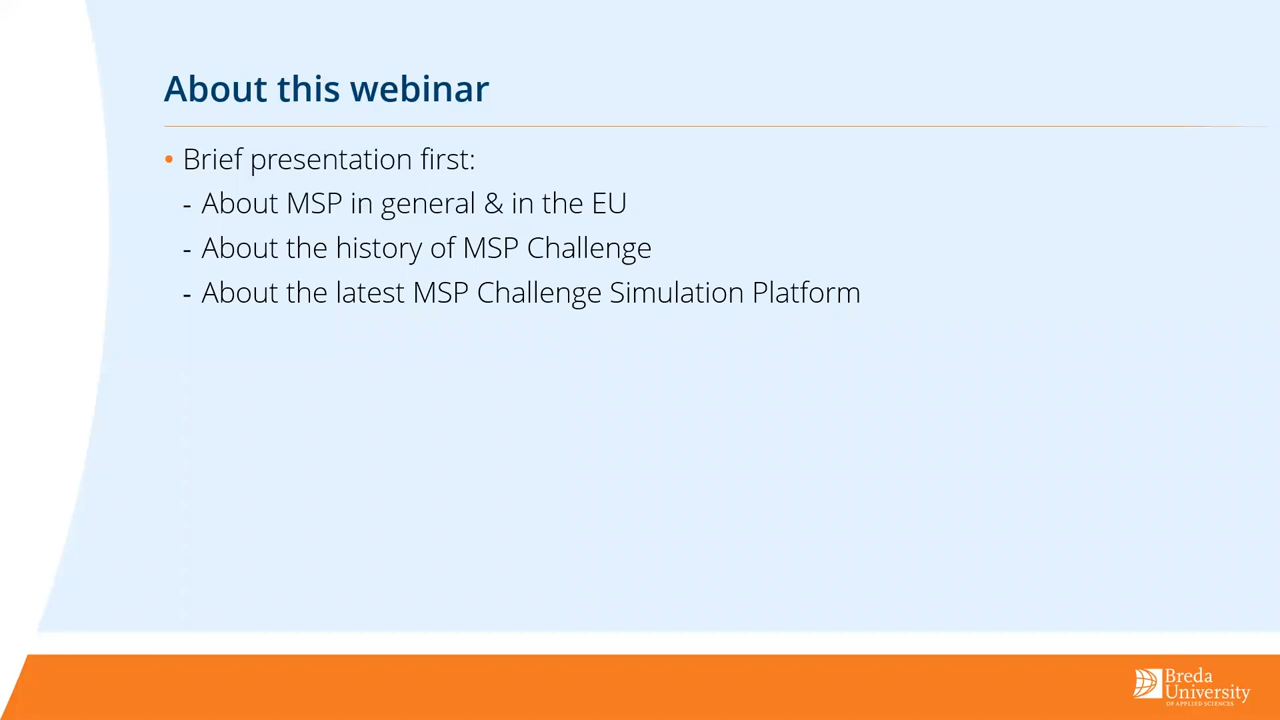 About this webinar
• Brief presentation first:
- About MSP in general & in the EU
- About the history of MSP Challenge
- About the latest MSP Challenge Simulation Platform
Breda
University
OF APPLIED SCIENCES